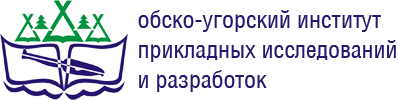 обско-угорский институт
прикладных исследований
и разработок